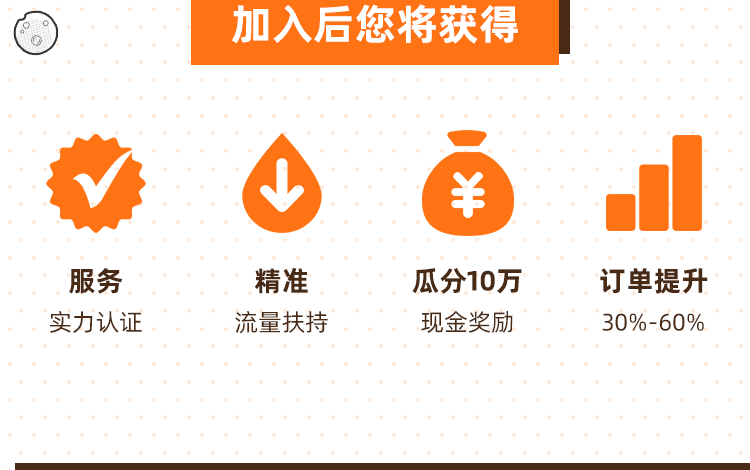 加入后您将获得
服务
实力认证
精准
流量扶持
¥
瓜分10万
现金奖励
订单提升
30%-60%